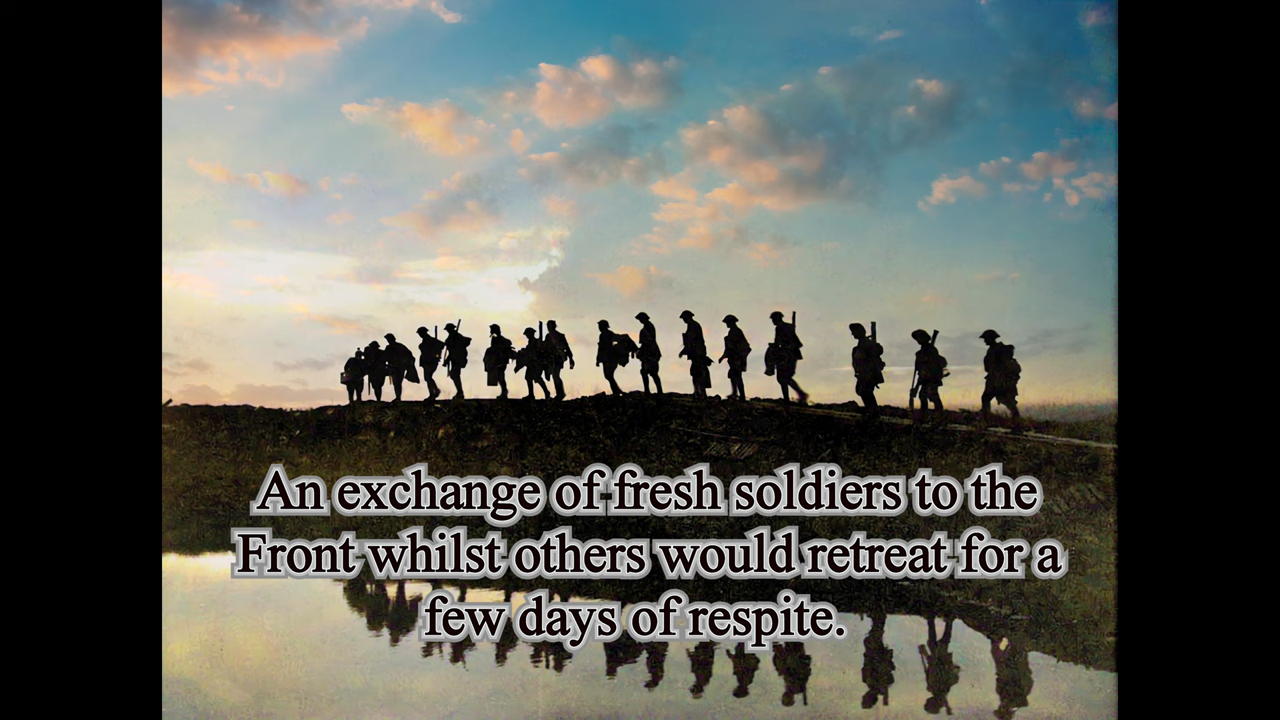 An exchange of fresh soldiers to the
Front whilst others would retreat for a
few days of respite.